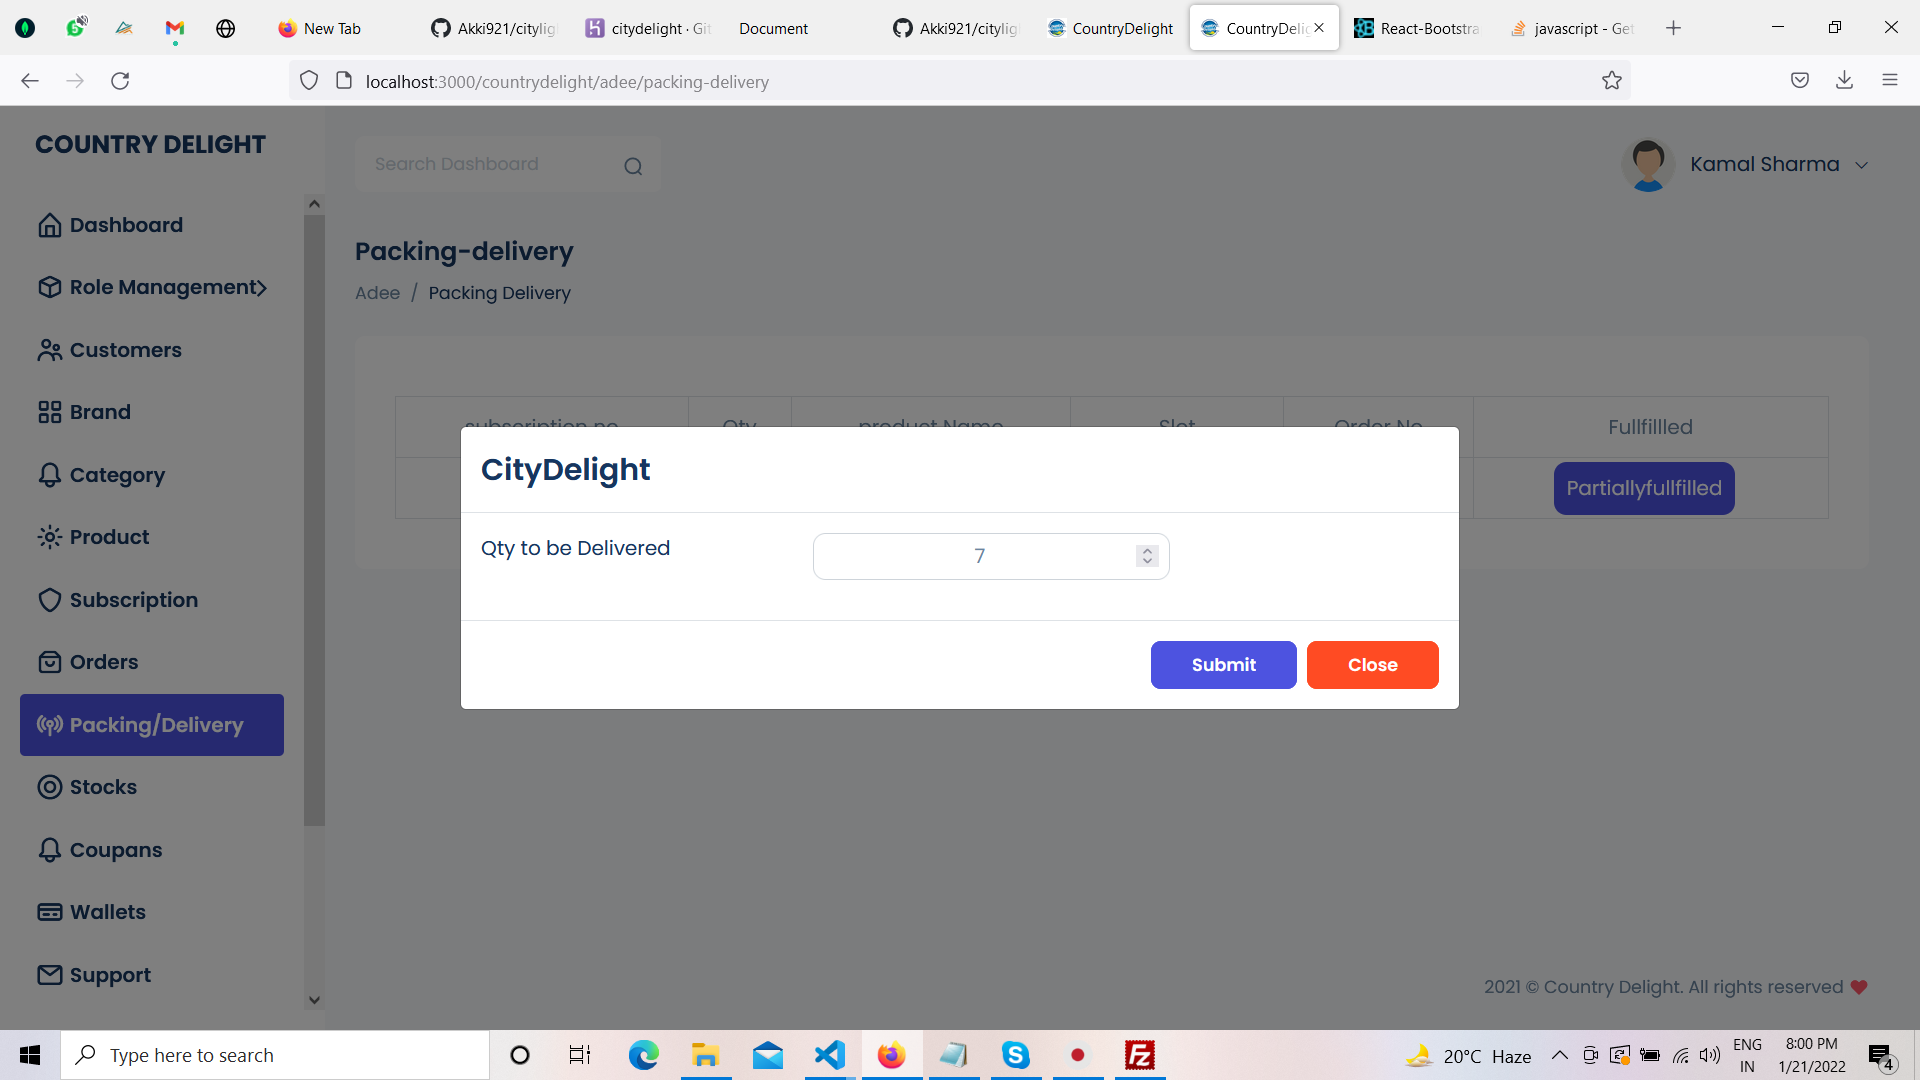 New Tab
Akki921/citylig
citydelight · Git
Document
Akki921/citylig
CountryDelight
CountryDelig
React-Bootstra
javascript - Get
localhost:3000/countrydelight/adee/packing-delivery
COUNTRY DELIGHT
Search Dashboard
Kamal Sharma
Dashboard
Role Management
Customers
Brand
Category
Product
Subscription
Orders
Packing/Delivery
Stocks
Coupans
Wallets
Support
Packing-delivery
Adee / Packing Delivery
subscription no Qty product Name Slot Order No Fullfillled
Partiallyfullfilled
CityDelight
Qty to be Delivered 7
Submit Close
2021 © Country Delight. All rights reserved
Type here to search
20°C Haze
ENG
IN
8:00 PM
1/21/2022
4